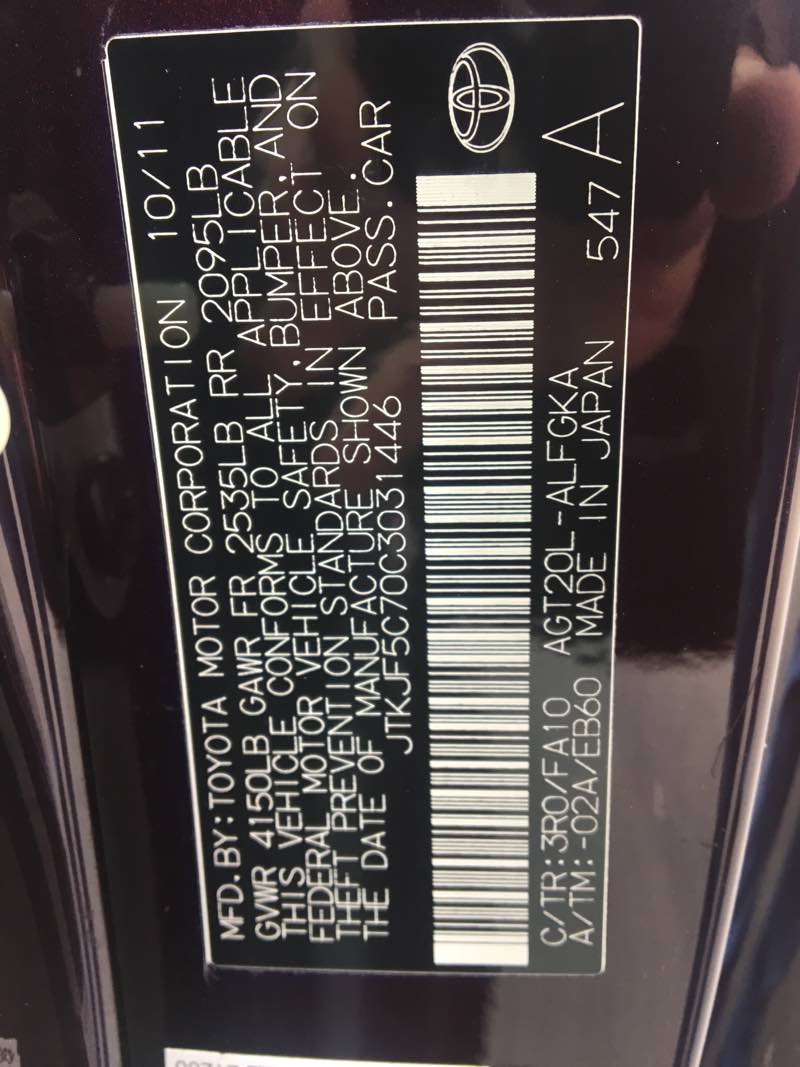 MFD.BY:TOYOTA MOTOR CORPORATION 10/11
GVWR 4150LB GAWR FR 2535LB RR 2095LB
THIS VEHICLE CONFORMS TO ALL APPLICABLE
FEDERAL MOTOR VEHICLE SAFETY,BUMPER,AND
THEFT PREVENTION STANDARDS IN EFFECT ON
THE DATE OF MANUFACTURE SHOWN ABOVE.
JTKJF5C70C3031446 PASS.CAR
C/TR:3R0/FA10 AGT20L-ALFGKA
A/TM:-02A/EB60 MADE IN JAPAN 547 A